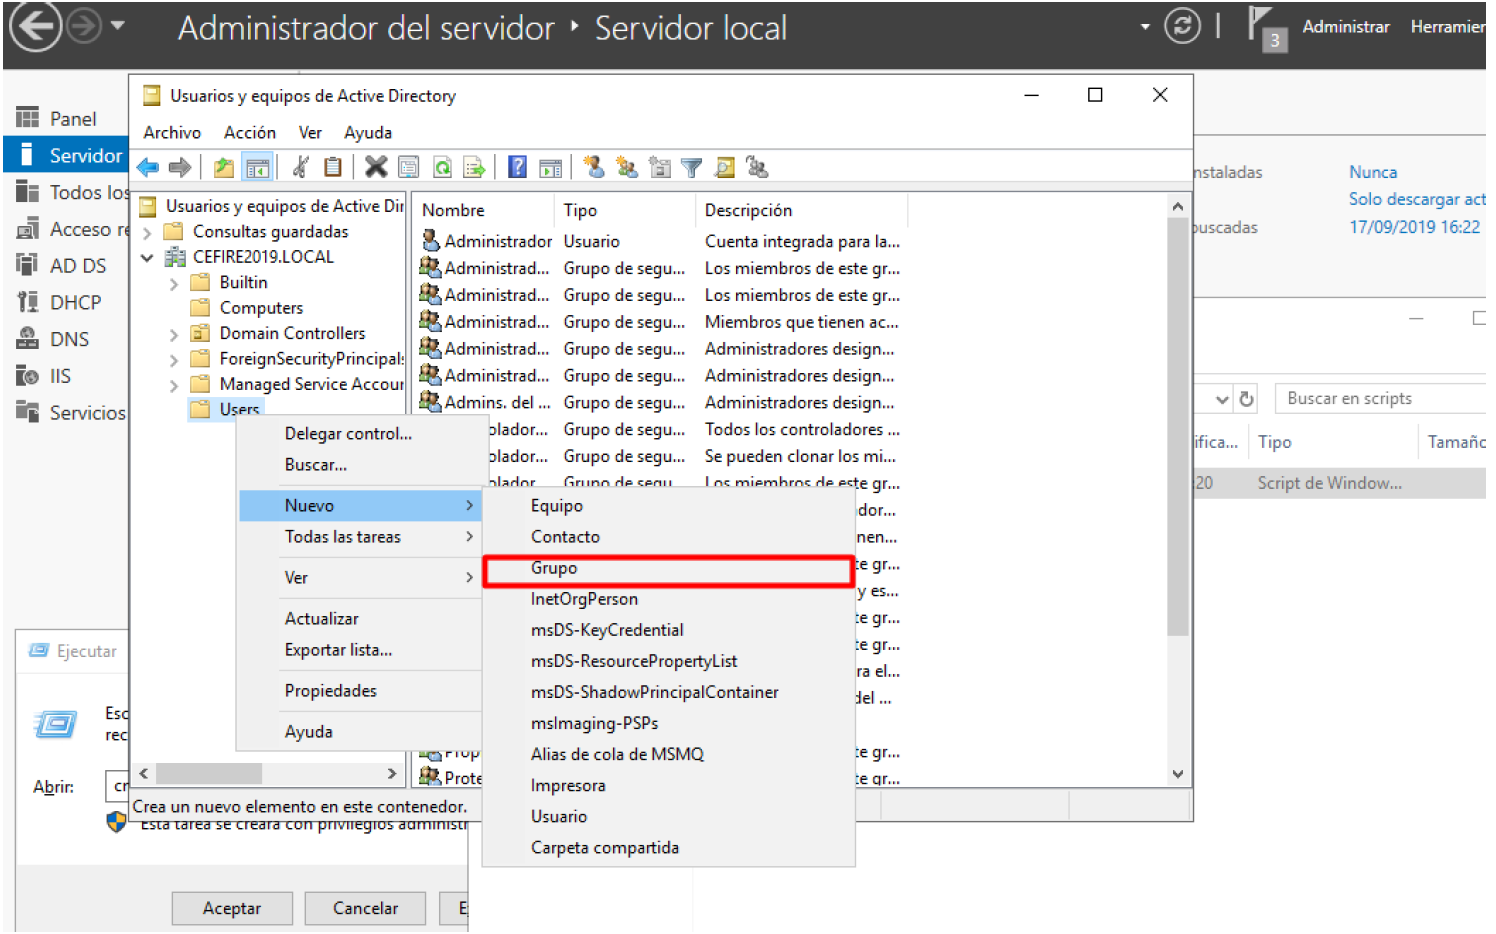 Administrador del servidor ‣ Servidor local
3
Administrar
Usuarios y equipos de Active Directory
Archivo
Acción
Ver
Ayuda
Panel
Servidor
Todos los
Acceso
AD DS
DHCP
DNS
IIS
Servicios
Usuarios y equipos de Active Dir
Consultas guardadas
CEFIRE2019.LOCAL
Builtin
Computers
Domain Controllers
ForeignSecurityPrincipals
Managed Service Accour
Users
Nombre
Tipo
Descripción
Administrador
Usuario
Cuenta integrada para la...
Administrad...
Grupo de segu...
Los miembros de este gr...
Administrad...
Grupo de segu...
Los miembros de este gr...
Administrad...
Grupo de segu...
Miembros que tienen ac...
Administrad...
Grupo de segu...
Administradores design...
Administrad...
Grupo de segu...
Administradores design...
Admins. del ...
Grupo de segu...
Administradores design...
olador...
Grupo de segu...
Todos los controladores ...
olador...
Grupo de segu...
Se pueden clonar los mi...
olador
Grupo de segu
Los miembros de este gr...
dor...
nen...
te gr...
y es...
te gr...
te gr...
ra el...
del ...
te gr...
Prote
te gr...
Delegar control...
Buscar...
Nuevo
Todas las tareas
Ver
Actualizar
Exportar lista...
Propiedades
Ayuda
Equipo
Contacto
Grupo
InetOrgPerson
msDS-KeyCredential
msDS-ResourcePropertyList
msDS-ShadowPrincipalContainer
msImaging-PSPs
Alias de cola de MSMQ
Impresora
Usuario
Carpeta compartida
Crea un nuevo elemento en este contenedor.
nstaladas
Nunca
Solo descargar act
buscadas
17/09/2019 16:22
Buscar en scripts
ifica...
Tipo
Tamaño
:20
Script de Window...
Ejecutar
Esc
rec
Abrir:
cr
Esta tarea se creará con privilegios administr
Aceptar
Cancelar
E